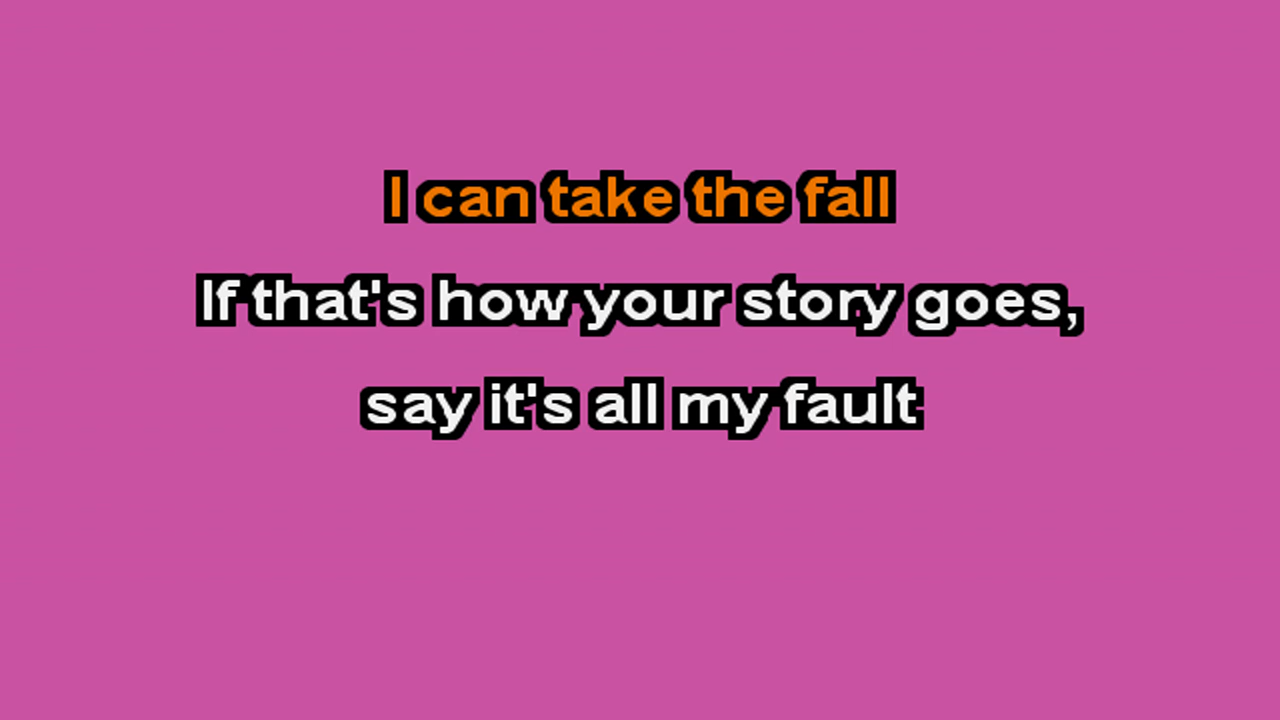 I can take the fall
If that's how your story goes,
say it's all my fault